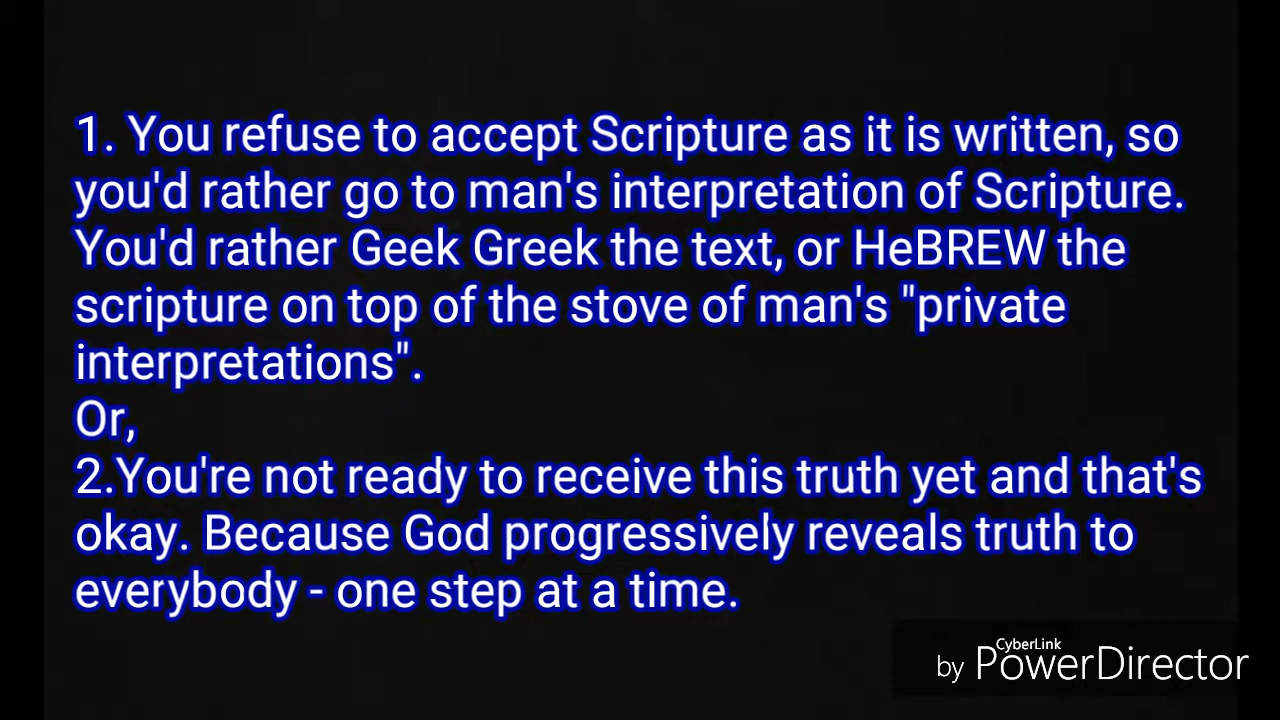 1. You refuse to accept Scripture as it is written, so
you'd rather go to man's interpretation of Scripture.
You'd rather Geek Greek the text, or HeBREW the
scripture on top of the stove of man's "private
interpretations".
Or,
2.You're not ready to receive this truth yet and that's
okay. Because God progressively reveals truth to
everybody - one step at a time.
CyberLink
by PowerDirector